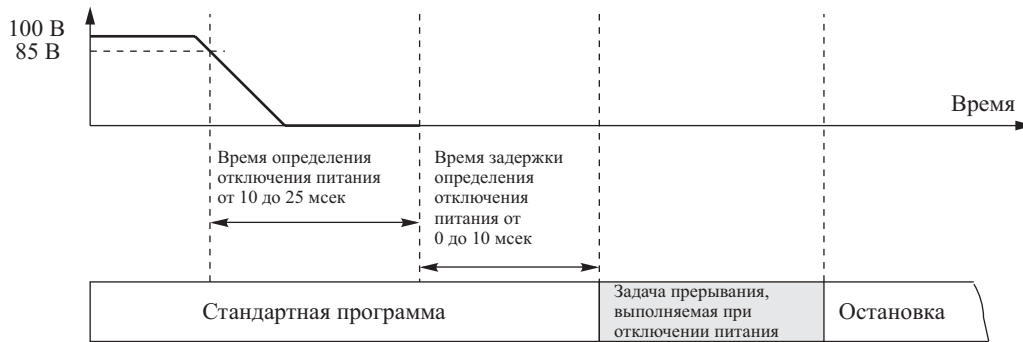 100 В
85 В
Время
Время определения
отключения питания
от 10 до 25 мсек
Время задержки
определения
отключения
питания от
0 до 10 мсек
Стандартная программа
Задача прерывания,
выполняемая при
отключении питания
Остановка